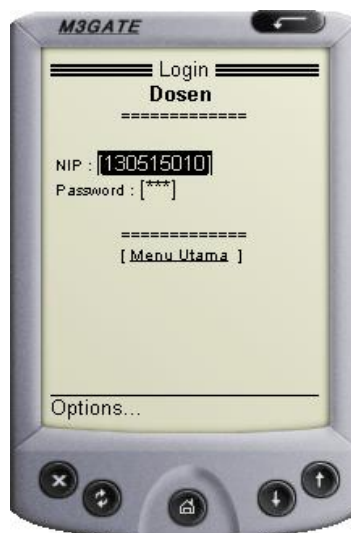 M3GATE
Login
Dosen
=============
NIP : [130515010]
Password : [***]
=============
[ Menu Utama ]
Options...